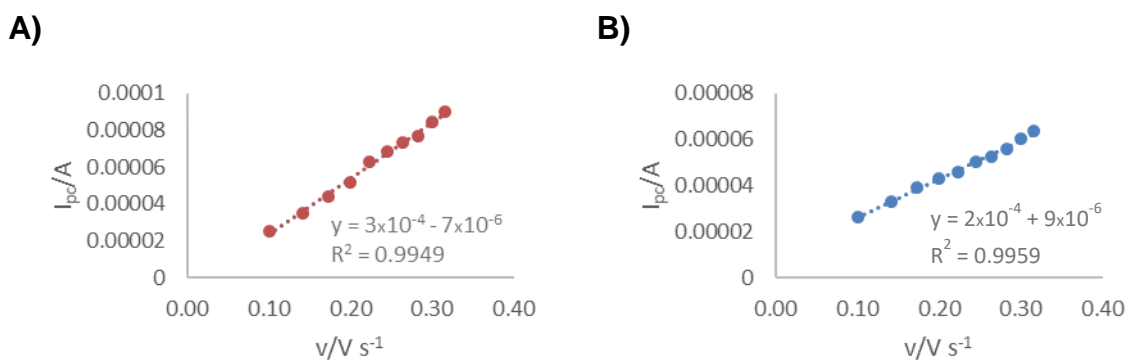 A)
I_pc/A
0.0001
0.00008
0.00006
0.00004
0.00002
0
y = 3x10⁻⁴ - 7x10⁻⁶
R² = 0.9949
0.00 0.10 0.20 0.30 0.40
v/V s⁻¹
B)
I_pc/A
0.00008
0.00006
0.00004
0.00002
0
y = 2x10⁻⁴ + 9x10⁻⁶
R² = 0.9959
0.00 0.10 0.20 0.30 0.40
v/V s⁻¹